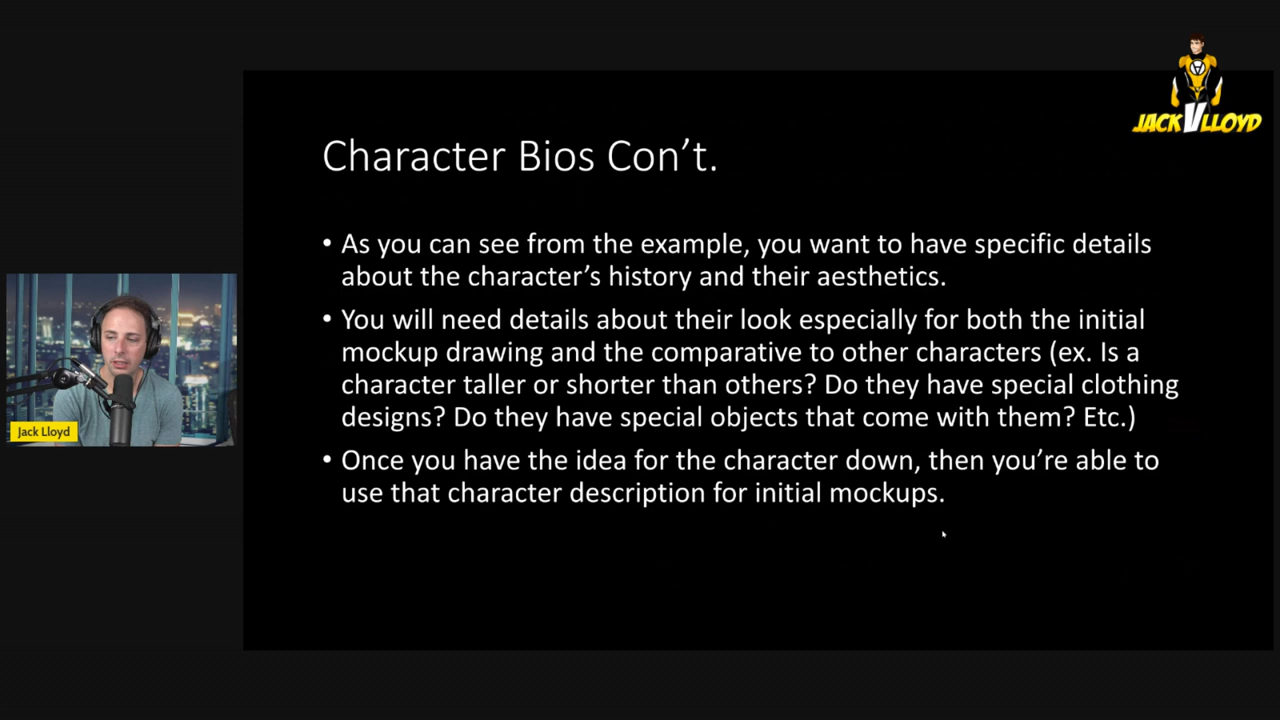 JACK V LLOYD
Character Bios Con’t.
• As you can see from the example, you want to have specific details
about the character’s history and their aesthetics.
• You will need details about their look especially for both the initial
mockup drawing and the comparative to other characters (ex. Is a
character taller or shorter than others? Do they have special clothing
designs? Do they have special objects that come with them? Etc.)
• Once you have the idea for the character down, then you’re able to
use that character description for initial mockups.
Jack Lloyd